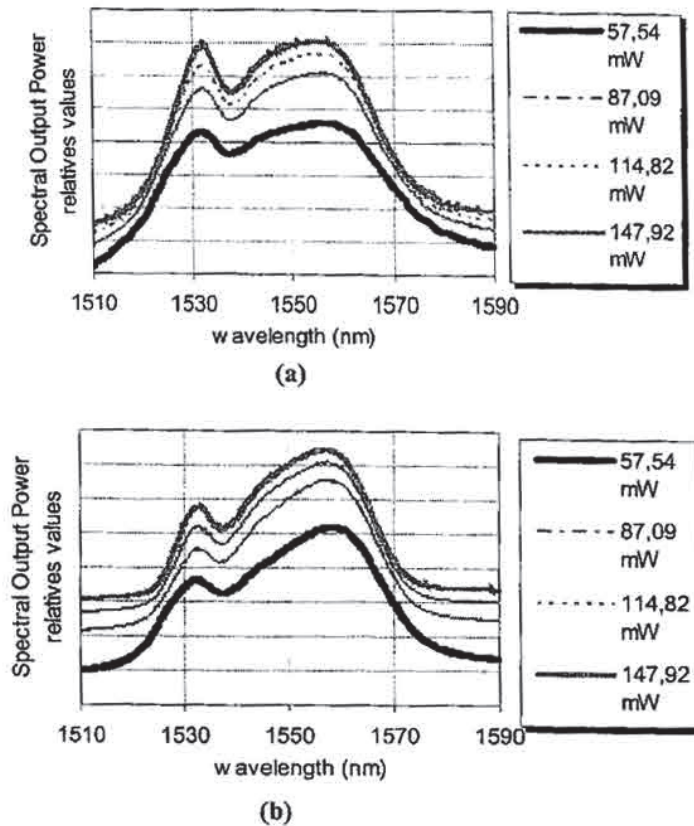 Spectral Output Power
relatives values
1510 1530 1550 1570 1590
wavelength (nm)
57,54
mW
87,09
mW
114,82
mW
147,92
mW
(a)
Spectral Output Power
relatives values
1510 1530 1550 1570 1590
wavelength (nm)
57,54
mW
87,09
mW
114,82
mW
147,92
mW
(b)